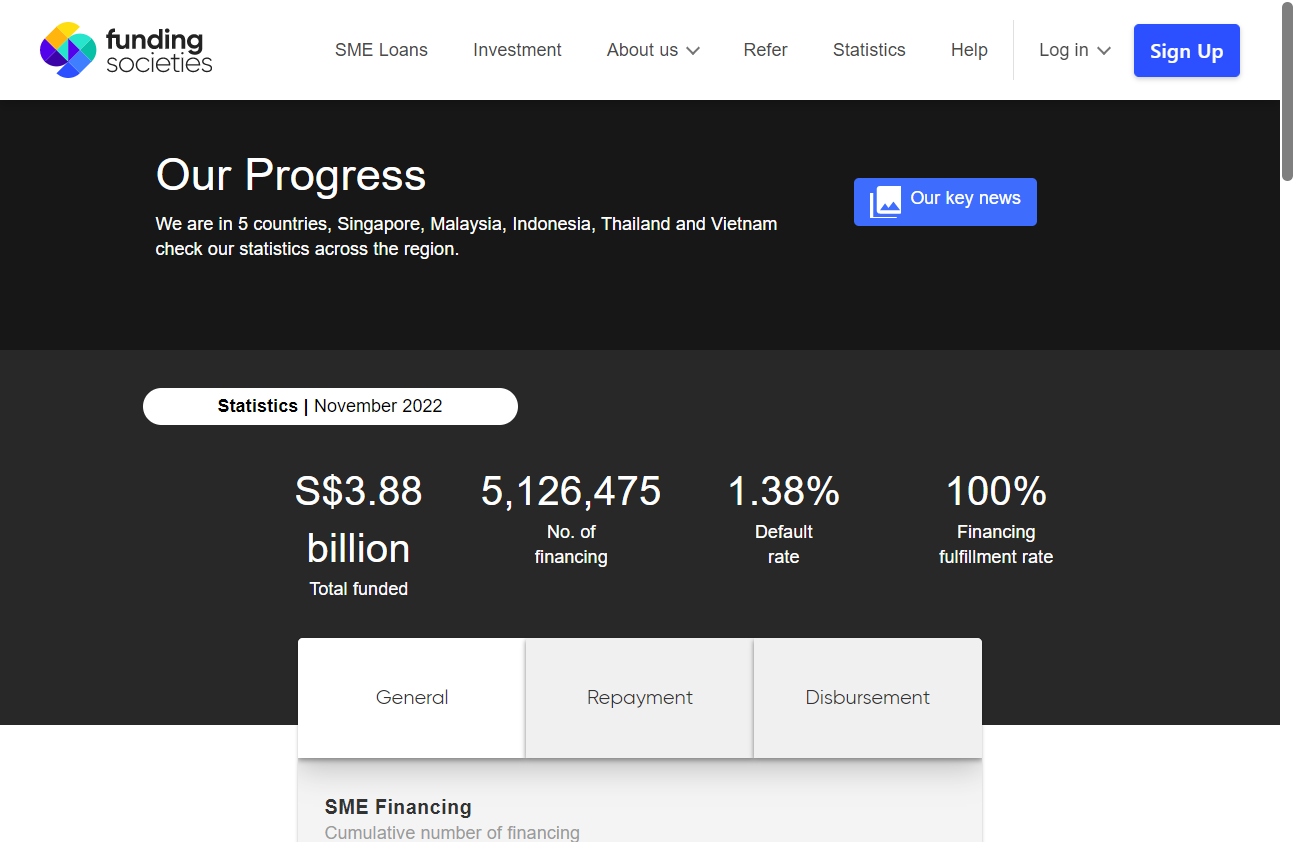 funding
societies
SME Loans
Investment
About us
Refer
Statistics
Help
Log in
Sign Up
Our Progress
We are in 5 countries, Singapore, Malaysia, Indonesia, Thailand and Vietnam
check our statistics across the region.
Our key news
Statistics | November 2022
S$3.88
billion
Total funded
5,126,475
No. of
financing
1.38%
Default
rate
100%
Financing
fulfillment rate
General
Repayment
Disbursement
SME Financing
Cumulative number of financing